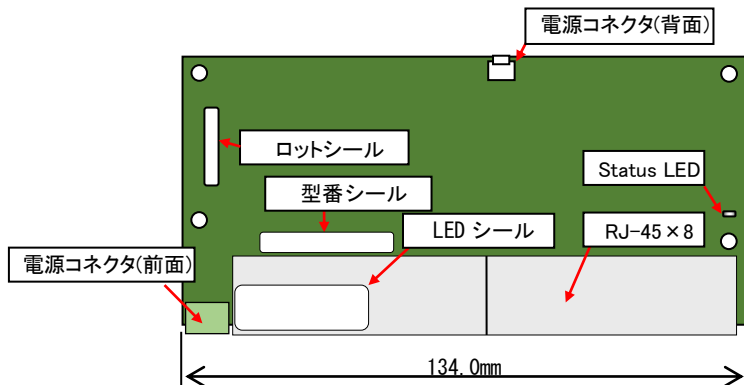 電源コネクタ(背面)
ロットシール
Status LED
型番シール
LED シール
RJ-45×8
電源コネクタ(前面)
134.0mm